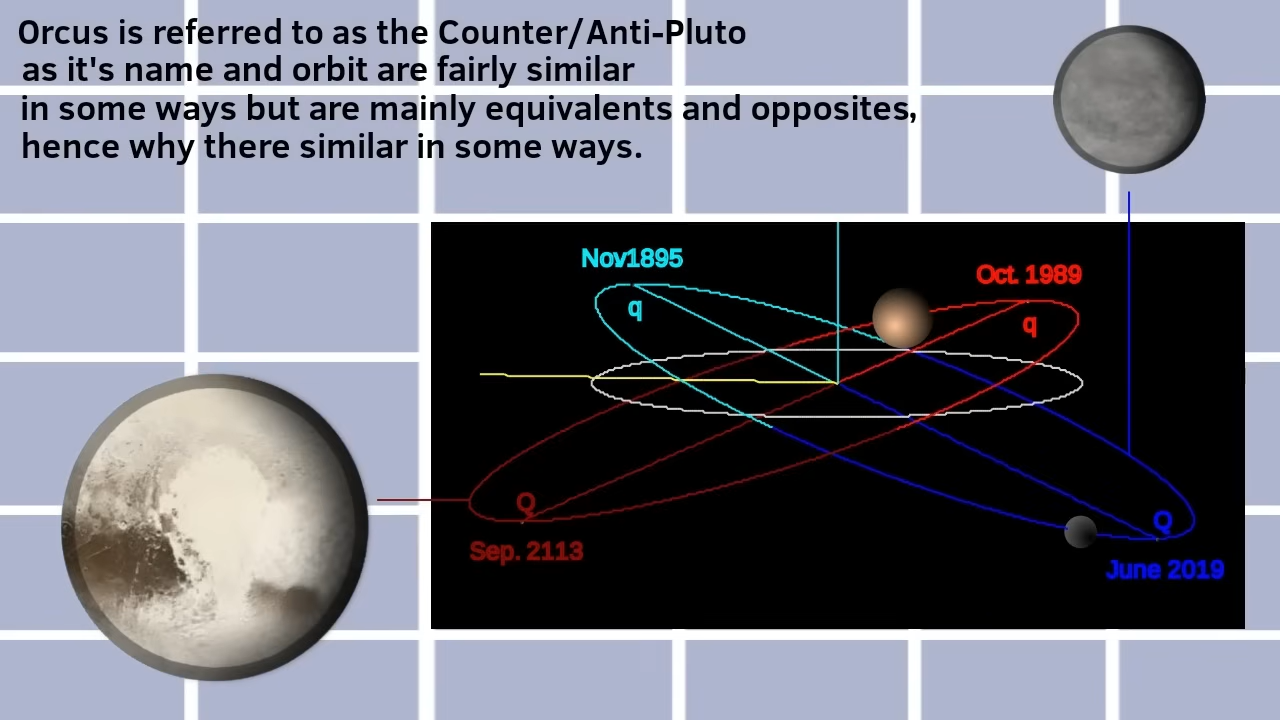 Orcus is referred to as the Counter/Anti-Pluto
as it's name and orbit are fairly similar
in some ways but are mainly equivalents and opposites,
hence why there similar in some ways.
Nov1895
q
Oct. 1989
q
Q
Sep. 2113
Q
June 2019